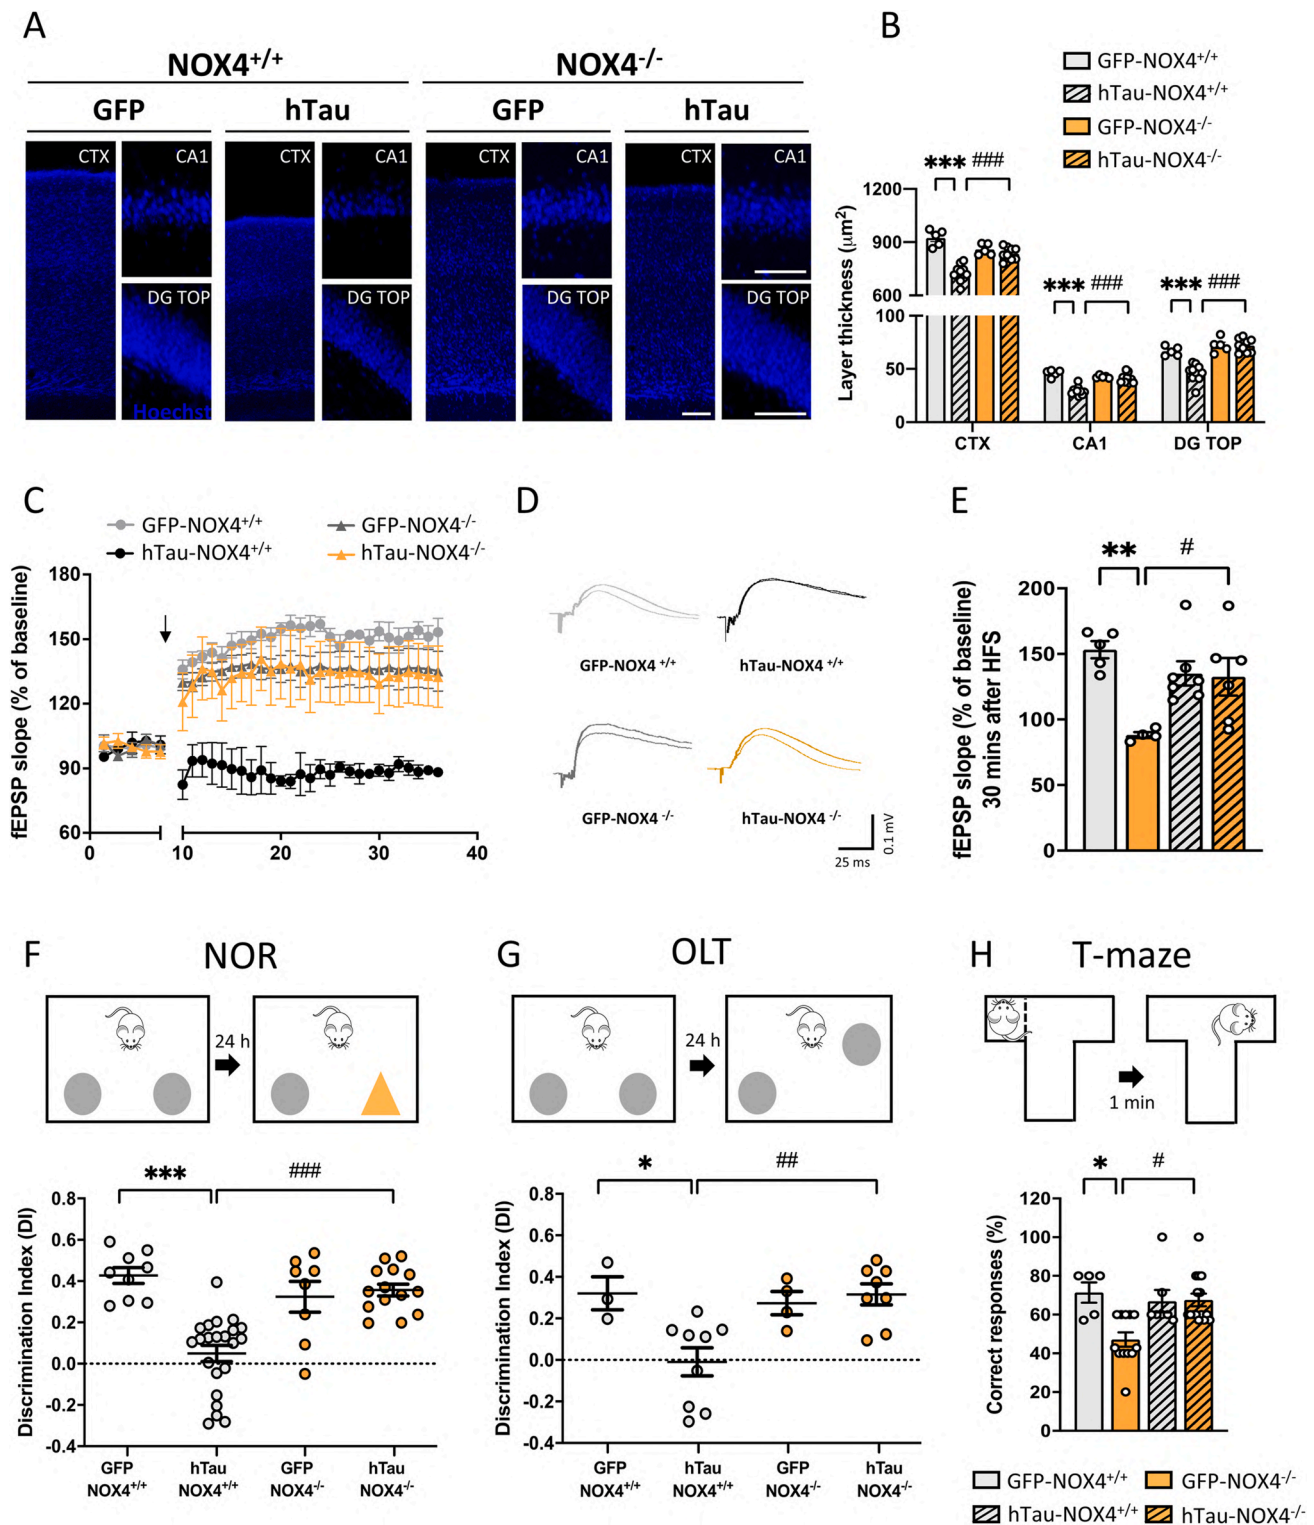 A
NOX4+/+ NOX4-/-
GFP hTau GFP hTau
CTX CA1 CTX CA1 CTX CA1 CTX CA1
DG TOP DG TOP DG TOP DG TOP
Hoechst
B
GFP-NOX4+/+
hTau-NOX4+/+
GFP-NOX4-/-
hTau-NOX4-/-
*** ###
*** ### *** ###
Layer thickness (µm2)
1200
900
600
100
50
0
CTX CA1 DG TOP
C
GFP-NOX4+/+ GFP-NOX4-/-
hTau-NOX4+/+ hTau-NOX4-/-
fEPSP slope (% of baseline)
180
150
120
90
60
0 10 20 30 40
D
GFP-NOX4 +/+ hTau-NOX4 +/+
GFP-NOX4 -/- hTau-NOX4 -/-
0.1 mV
25 ms
E
** #
fEPSP slope (% of baseline)
30 mins after HFS
200
150
100
50
0
F NOR
24 h
*** ###
Discrimination Index (DI)
0.8
0.6
0.4
0.2
0.0
-0.2
-0.4
GFP hTau GFP hTau
NOX4+/+ NOX4+/+ NOX4-/- NOX4-/-
G OLT
24 h
* ##
Discrimination Index (DI)
0.8
0.6
0.4
0.2
0.0
-0.2
-0.4
GFP hTau GFP hTau
NOX4+/+ NOX4+/+ NOX4-/- NOX4-/-
H T-maze
1 min
* #
Correct responses (%)
120
100
80
60
40
20
0
GFP-NOX4+/+ GFP-NOX4-/-
hTau-NOX4+/+ hTau-NOX4-/-